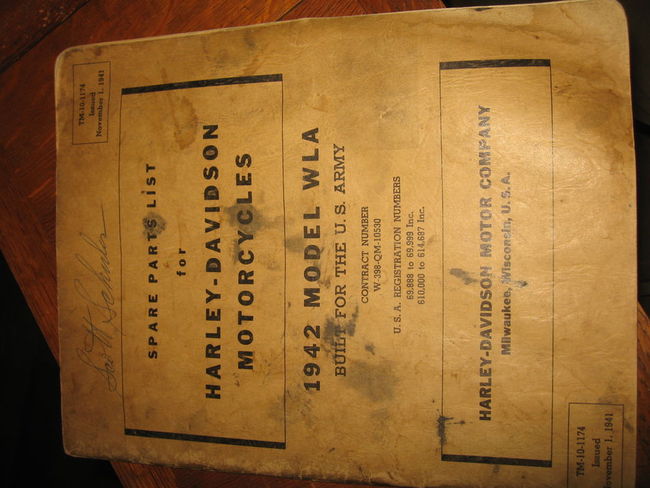 TM-10-1174
Issued
November 1, 1941
SPARE PARTS LIST
for
HARLEY-DAVIDSON
MOTORCYCLES
1942 MODEL WLA
BUILT FOR THE U. S. ARMY
CONTRACT NUMBER
W-398-QM-10530
U. S. A. REGISTRATION NUMBERS
69,888 to 69,999 Inc.
610,000 to 614,687 Inc.
HARLEY-DAVIDSON MOTOR COMPANY
Milwaukee, Wisconsin, U. S. A.
TM-10-1174
Issued
November 1, 1941